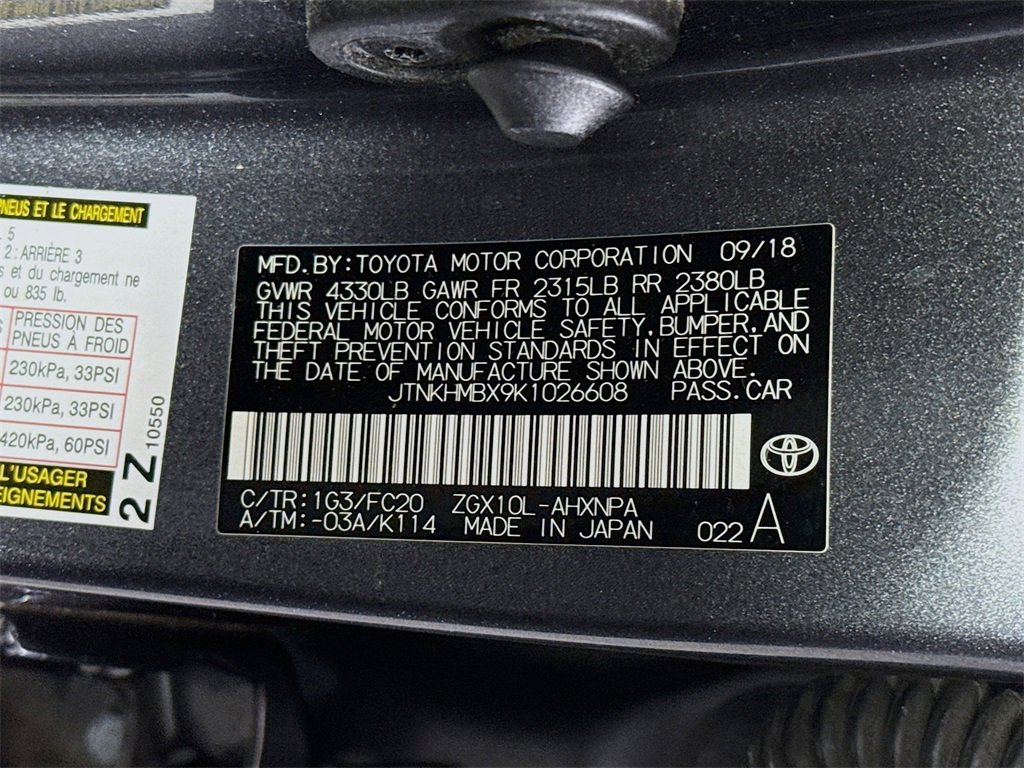 PNEUS ET LE CHARGEMENT
5
2 : ARRIÈRE 3
et du chargement ne
ou 835 lb.
PRESSION DES
PNEUS À FROID
230kPa, 33PSI
230kPa, 33PSI
420kPa, 60PSI
L'USAGER
2 Z 10550
MFD.BY:TOYOTA MOTOR CORPORATION 09/18
GVWR 4330LB GAWR FR 2315LB RR 2380LB
THIS VEHICLE CONFORMS TO ALL APPLICABLE
FEDERAL MOTOR VEHICLE SAFETY, BUMPER, AND
THEFT PREVENTION STANDARDS IN EFFECT ON
THE DATE OF MANUFACTURE SHOWN ABOVE.
JTNKHMBX9K1026608 PASS.CAR
C/TR:1G3/FC20 ZGX10L-AHXNPA
A/TM:-03A/K114 MADE IN JAPAN 022 A